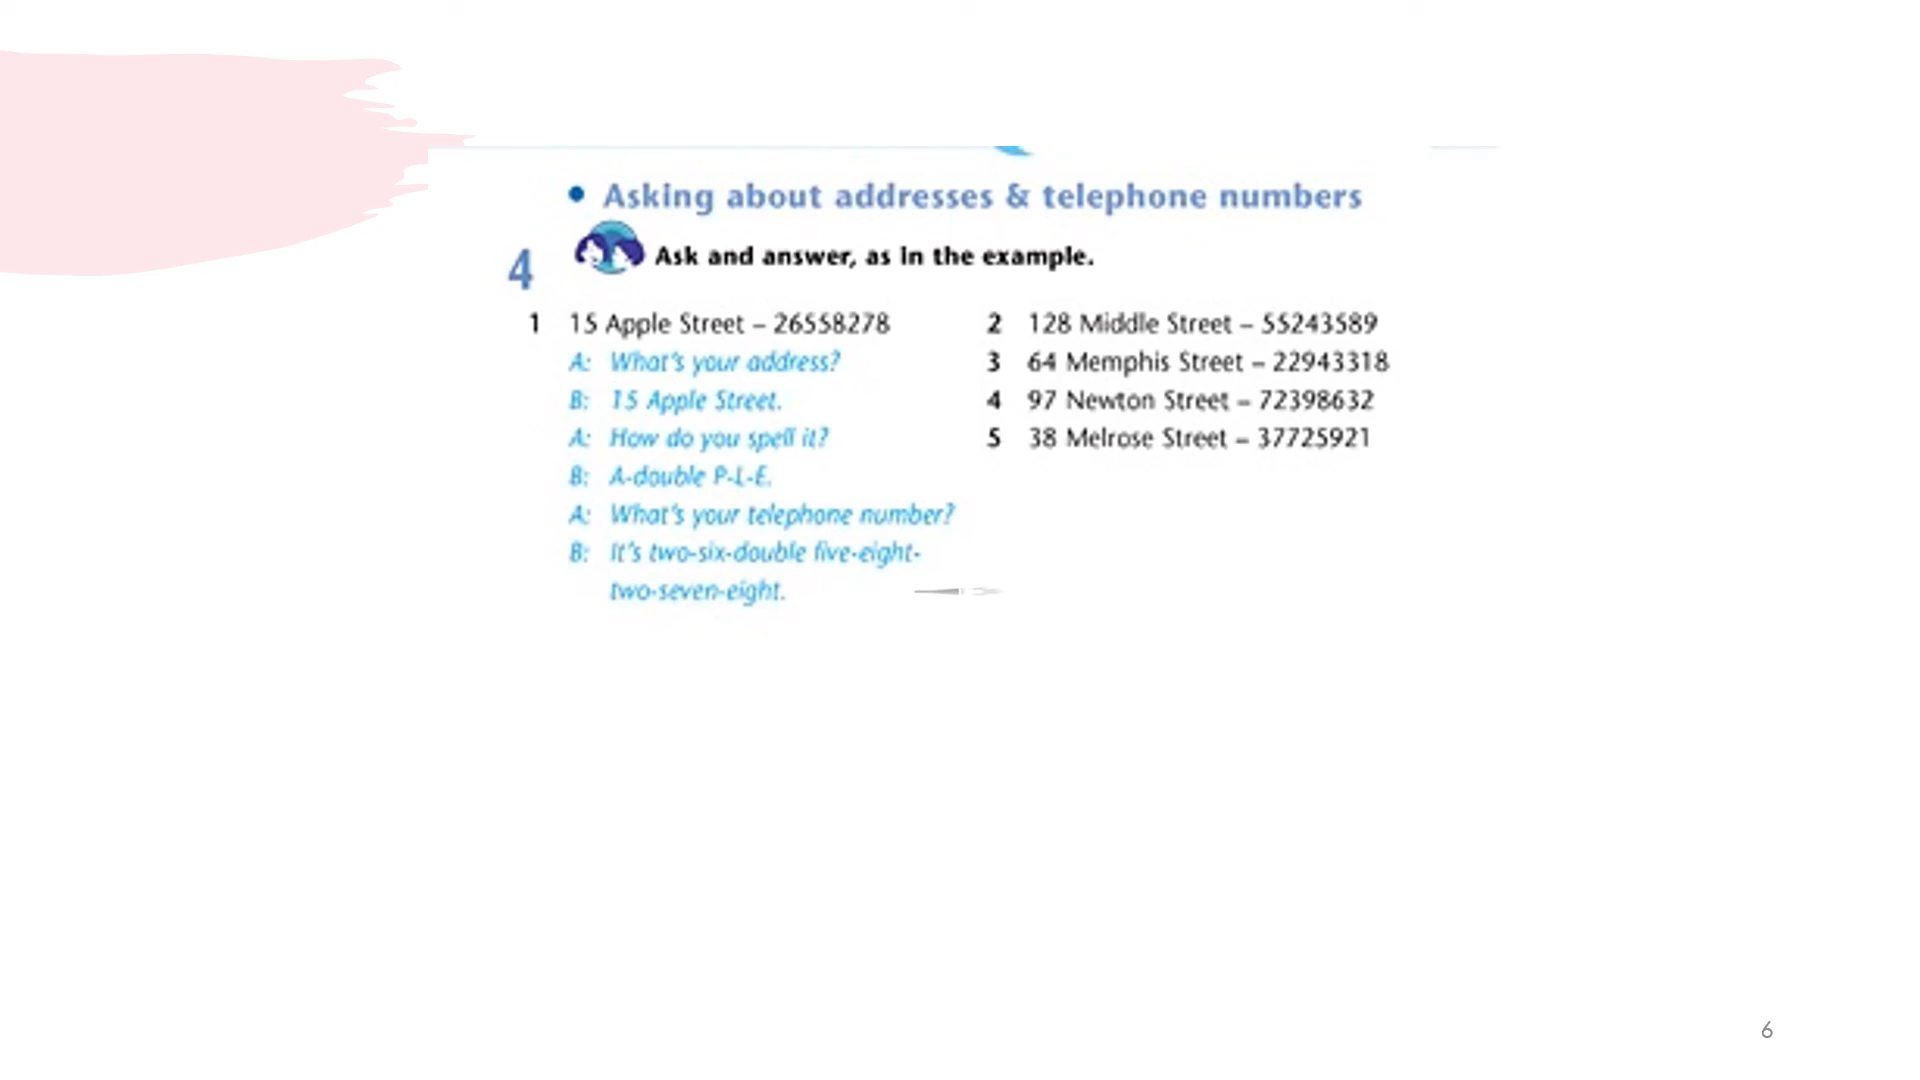 • Asking about addresses & telephone numbers
4 Ask and answer, as in the example.
1 15 Apple Street – 26558278
A: What's your address?
B: 15 Apple Street.
A: How do you spell it?
B: A-double P-L-E.
A: What's your telephone number?
B: It's two-six-double five-eight-
two-seven-eight.
2 128 Middle Street – 55243589
3 64 Memphis Street – 22943318
4 97 Newton Street – 72398632
5 38 Melrose Street – 37725921
6